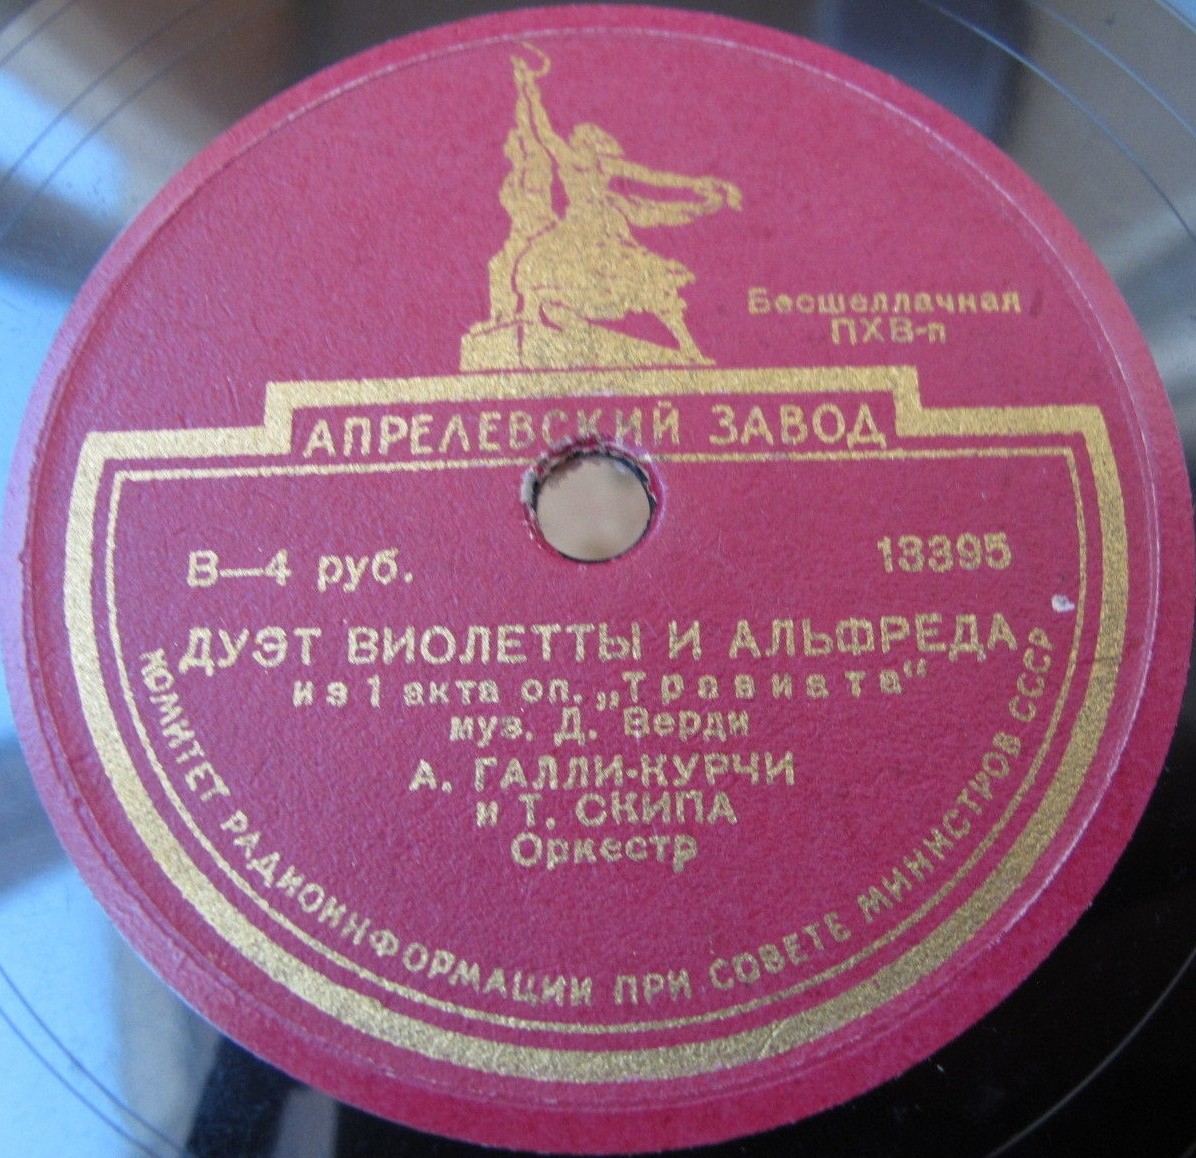 Бесшеллачная
ПХВ-п
АПРЕЛЕВСКИЙ ЗАВОД
В—4 руб.
13395
ДУЭТ ВИОЛЕТТЫ И АЛЬФРЕДА
из 1 акта оп. „Травиата“
муз. Д. Верди
А. ГАЛЛИ-КУРЧИ
и Т. СКИПА
Оркестр
КОМИТЕТ РАДИОИНФОРМАЦИИ ПРИ СОВЕТЕ МИНИСТРОВ СССР